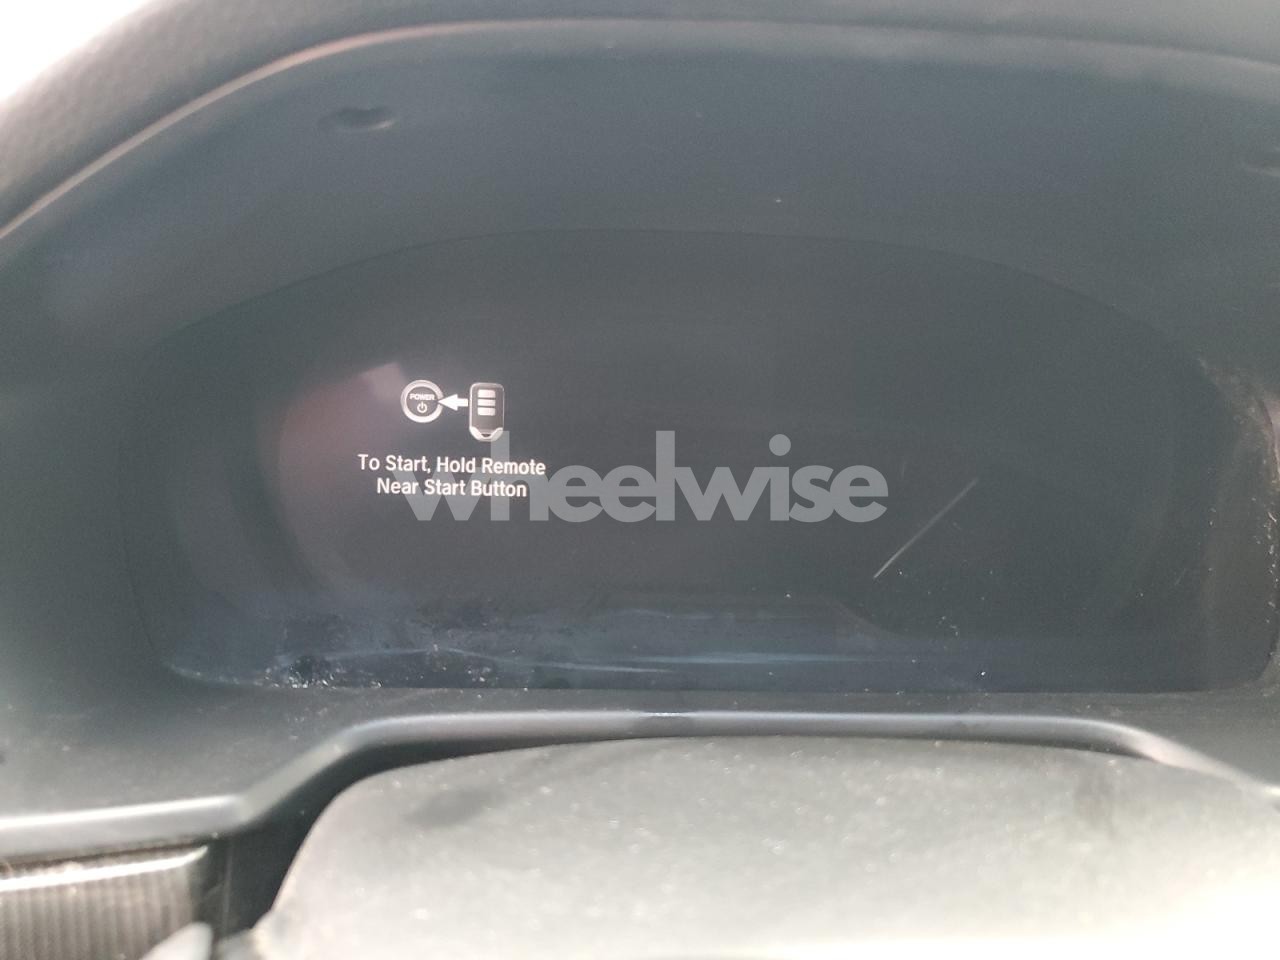 POWER
To Start, Hold Remote
Near Start Button
wheelwise